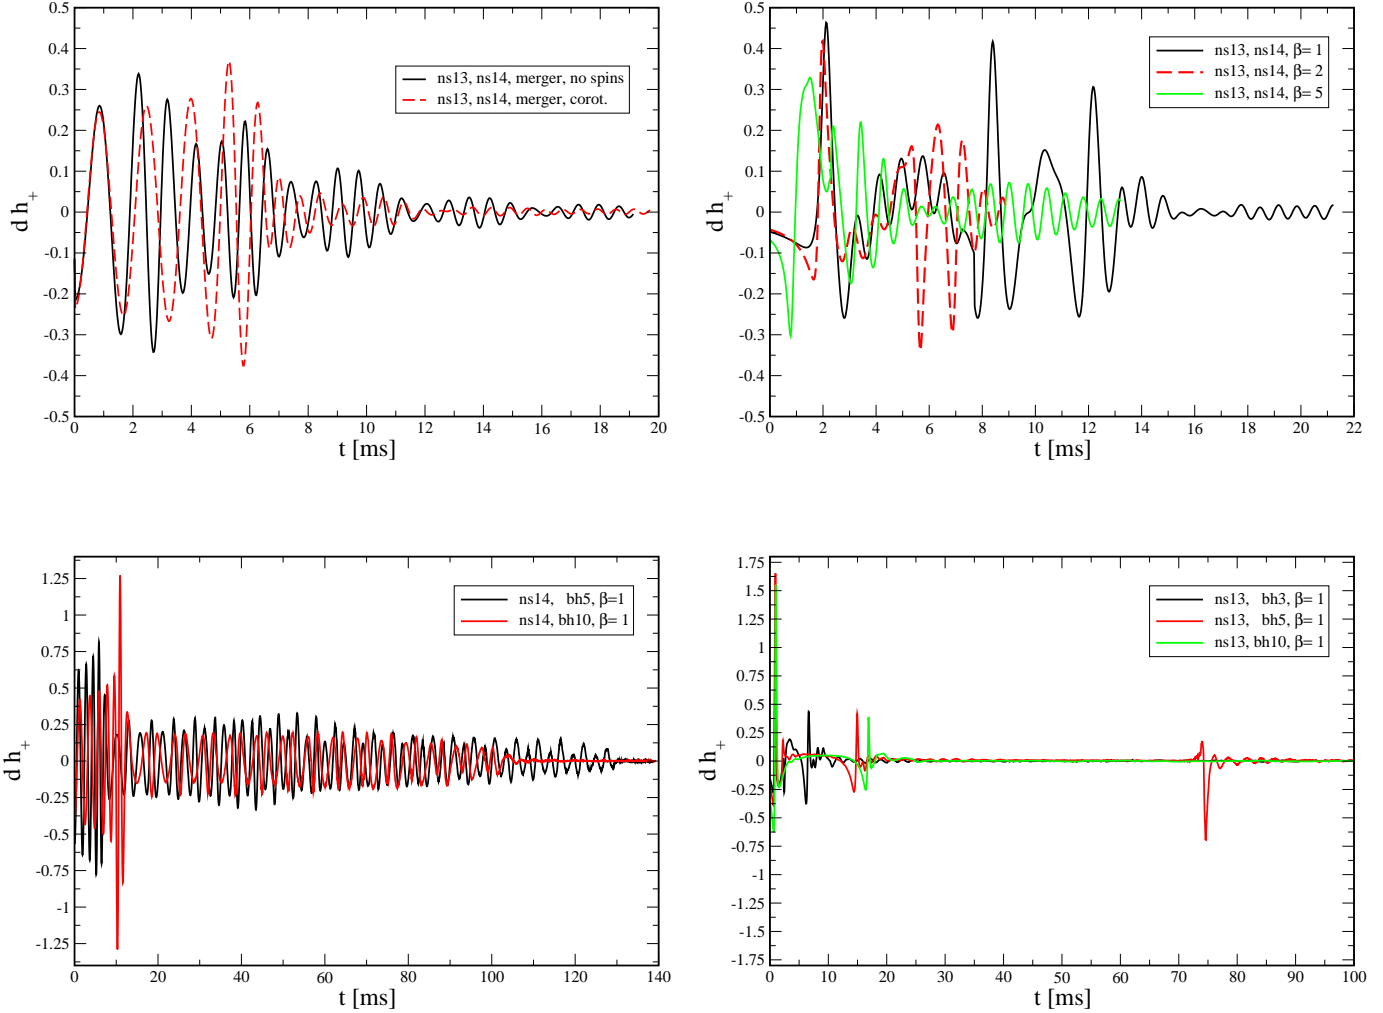 0.5
0.4
0.3
0.2
0.1
0
-0.1
-0.2
-0.3
-0.4
-0.5
d h+
ns13, ns14, merger, no spins
ns13, ns14, merger, corot.
0 2 4 6 8 10 12 14 16 18 20
t [ms]
0.5
0.4
0.3
0.2
0.1
0
-0.1
-0.2
-0.3
-0.4
-0.5
d h+
ns13, ns14, β= 1
ns13, ns14, β= 2
ns13, ns14, β= 5
0 2 4 6 8 10 12 14 16 18 20 22
t [ms]
1.25
1
0.75
0.5
0.25
0
-0.25
-0.5
-0.75
-1
-1.25
d h+
ns14, bh5, β=1
ns14, bh10, β= 1
0 20 40 60 80 100 120 140
t [ms]
1.75
1.5
1.25
1
0.75
0.5
0.25
0
-0.25
-0.5
-0.75
-1
-1.25
-1.5
-1.75
d h+
ns13, bh3, β= 1
ns13, bh5, β= 1
ns13, bh10, β= 1
0 10 20 30 40 50 60 70 80 90 100
t [ms]